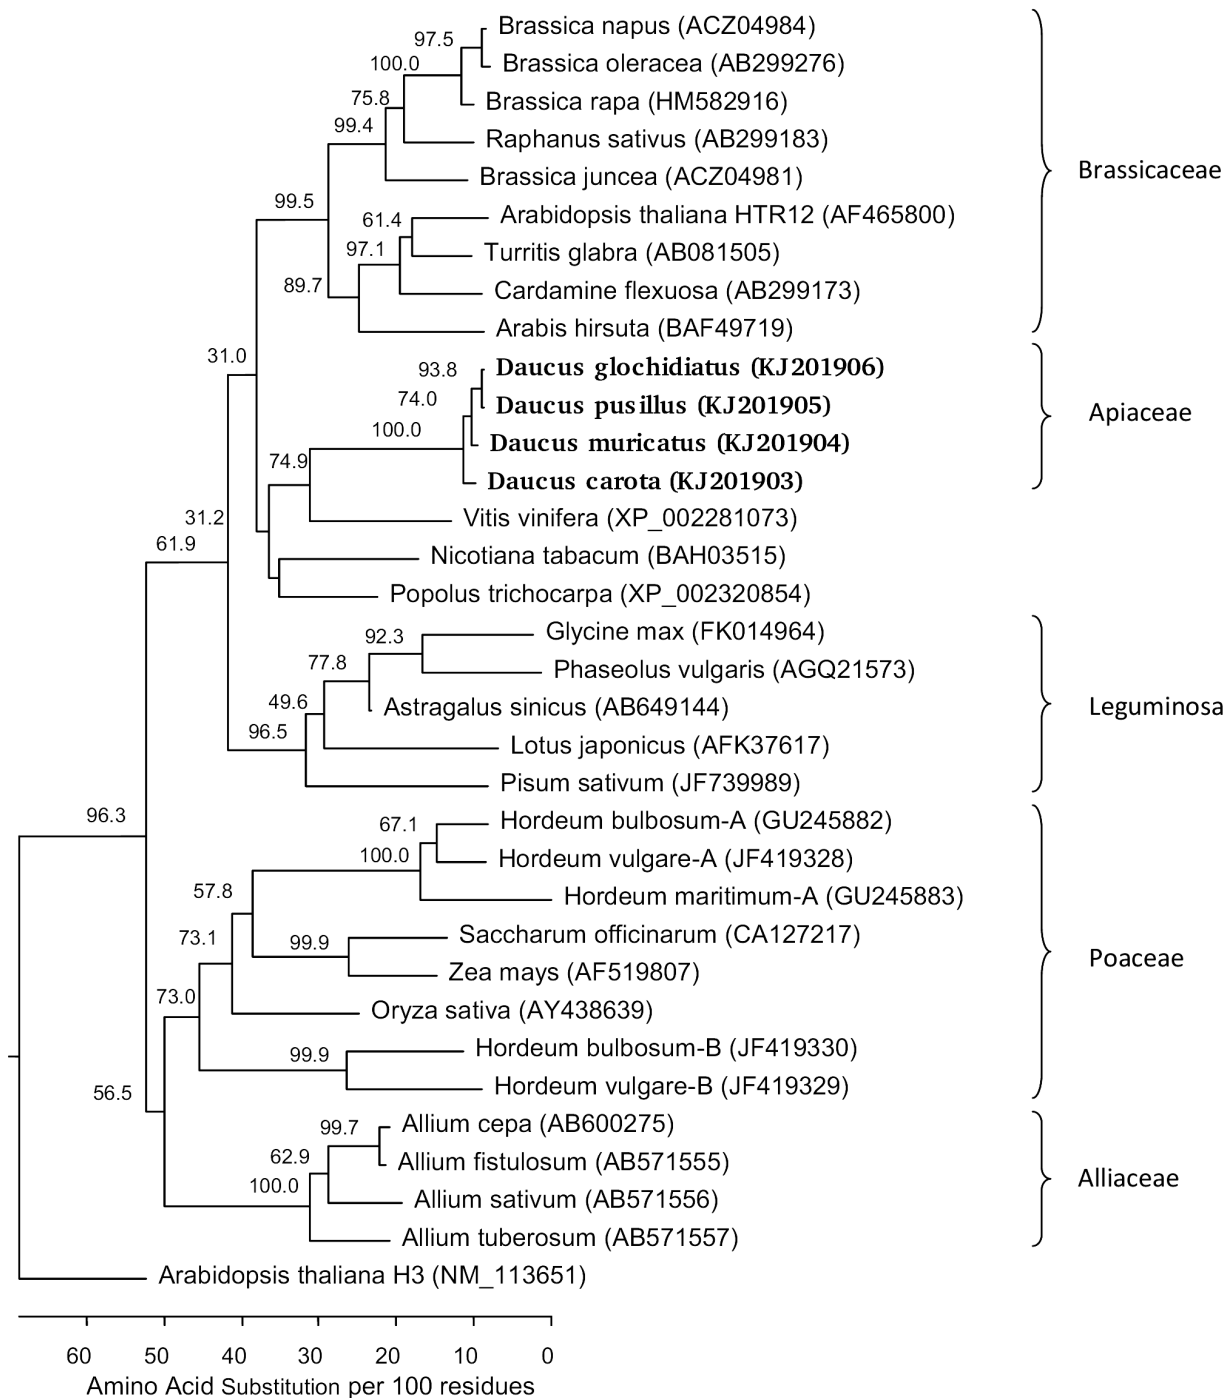 Brassica napus (ACZ04984)
97.5
Brassica oleracea (AB299276)
100.0
75.8
Brassica rapa (HM582916)
99.4
Raphanus sativus (AB299183)
Brassica juncea (ACZ04981)
Brassicaceae
99.5
Arabidopsis thaliana HTR12 (AF465800)
61.4
97.1
Turritis glabra (AB081505)
89.7
Cardamine flexuosa (AB299173)
Arabis hirsuta (BAF49719)
31.0
93.8
Daucus glochidiatus (KJ201906)
74.0
Daucus pusillus (KJ201905)
Apiaceae
100.0
Daucus muricatus (KJ201904)
74.9
Daucus carota (KJ201903)
31.2
Vitis vinifera (XP_002281073)
61.9
Nicotiana tabacum (BAH03515)
Popolus trichocarpa (XP_002320854)
92.3
Glycine max (FK014964)
77.8
Phaseolus vulgaris (AGQ21573)
49.6
Astragalus sinicus (AB649144)
Leguminosa
96.5
Lotus japonicus (AFK37617)
Pisum sativum (JF739989)
96.3
67.1
Hordeum bulbosum-A (GU245882)
100.0
Hordeum vulgare-A (JF419328)
57.8
Hordeum maritimum-A (GU245883)
73.1
99.9
Saccharum officinarum (CA127217)
Poaceae
Zea mays (AF519807)
73.0
Oryza sativa (AY438639)
99.9
Hordeum bulbosum-B (JF419330)
56.5
Hordeum vulgare-B (JF419329)
99.7
Allium cepa (AB600275)
62.9
Allium fistulosum (AB571555)
Alliaceae
100.0
Allium sativum (AB571556)
Allium tuberosum (AB571557)
Arabidopsis thaliana H3 (NM_113651)
60 50 40 30 20 10 0
Amino Acid Substitution per 100 residues